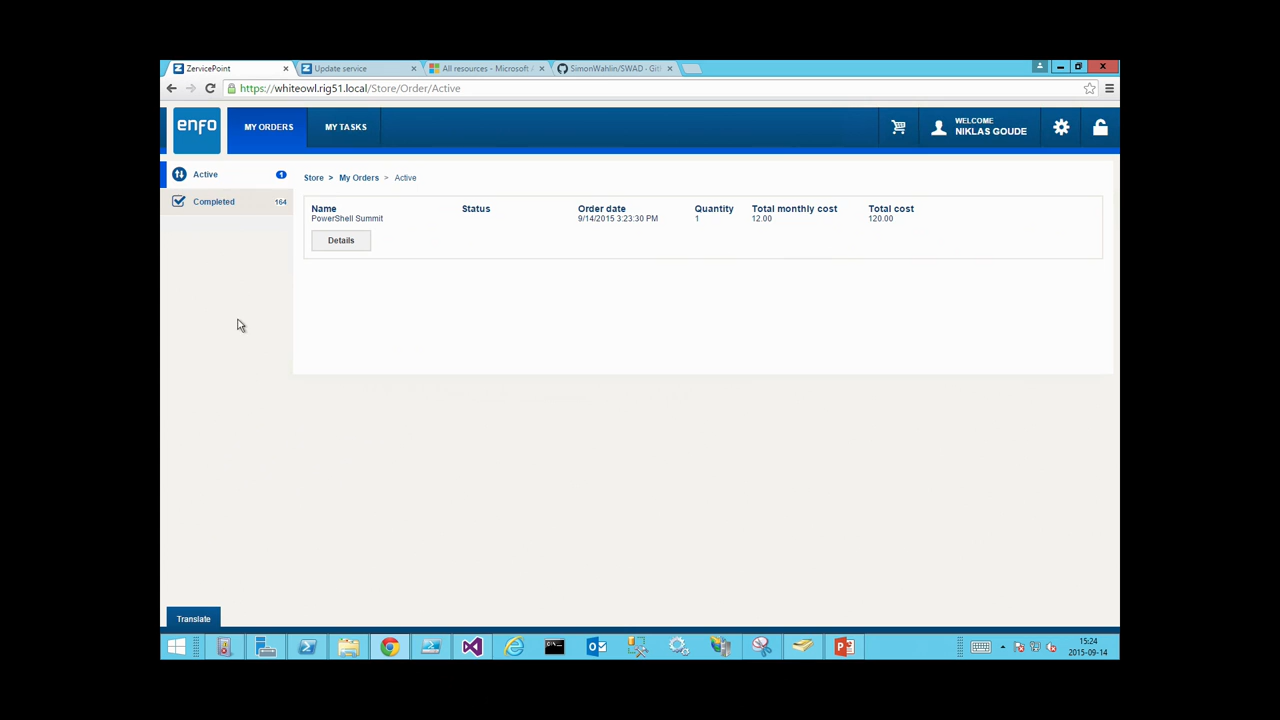 ZervicePoint
Update service
All resources - Microsoft
SimonWahlin/SWAD - Git
https://whiteowl.rig51.local/Store/Order/Active
enfo
MY ORDERS
MY TASKS
WELCOME
NIKLAS GOUDE
Active
1
Completed
164
Store > My Orders > Active
Name
Status
Order date
Quantity
Total monthly cost
Total cost
PowerShell Summit
9/14/2015 3:23:30 PM
1
12.00
120.00
Details
Translate
15:24
2015-09-14